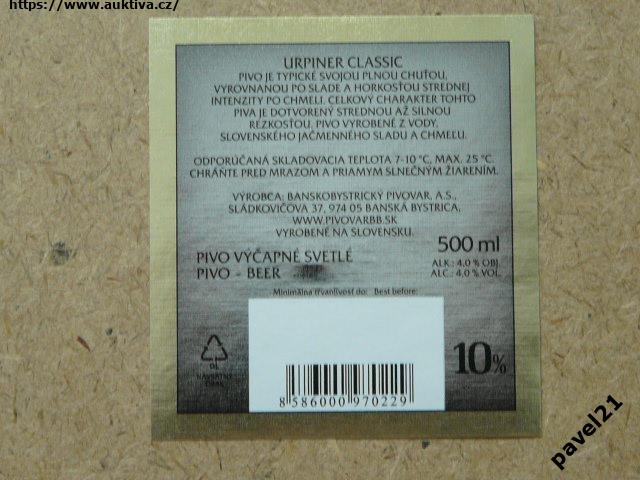 https://www.auktiva.cz/
URPINER CLASSIC
PIVO JE TYPICKÉ SVOJOU PLNOU CHUŤOU,
VYROVNANOU PO SLADE A HORKOSŤOU STREDNEJ
INTENZITY PO CHMELI. CELKOVÝ CHARAKTER TOHTO
PIVA JE DOTVORENÝ STREDNOU AŽ SILNOU
REZKOSŤOU. PIVO VYROBENÉ Z VODY,
SLOVENSKÉHO JAČMENNÉHO SLADU A CHMEĽU.
ODPORÚČANÁ SKLADOVACIA TEPLOTA 7-10 °C, MAX. 25 °C.
CHRÁŇTE PRED MRAZOM A PRIAMYM SLNEČNÝM ŽIARENÍM.
VÝROBCA: BANSKOBYSTRICKÝ PIVOVAR, A.S.,
SLÁDKOVIČOVA 37, 974 05 BANSKÁ BYSTRICA,
WWW.PIVOVARBB.SK
VYROBENÉ NA SLOVENSKU.
500 ml
PIVO VÝČAPNÉ SVETLÉ
PIVO - BEER
ALK.: 4,0 % OBJ.
ALC.: 4,0 % VOL.
Minimálna trvanlivosť do: Best before:
10%
8 586000 970229
pavel21